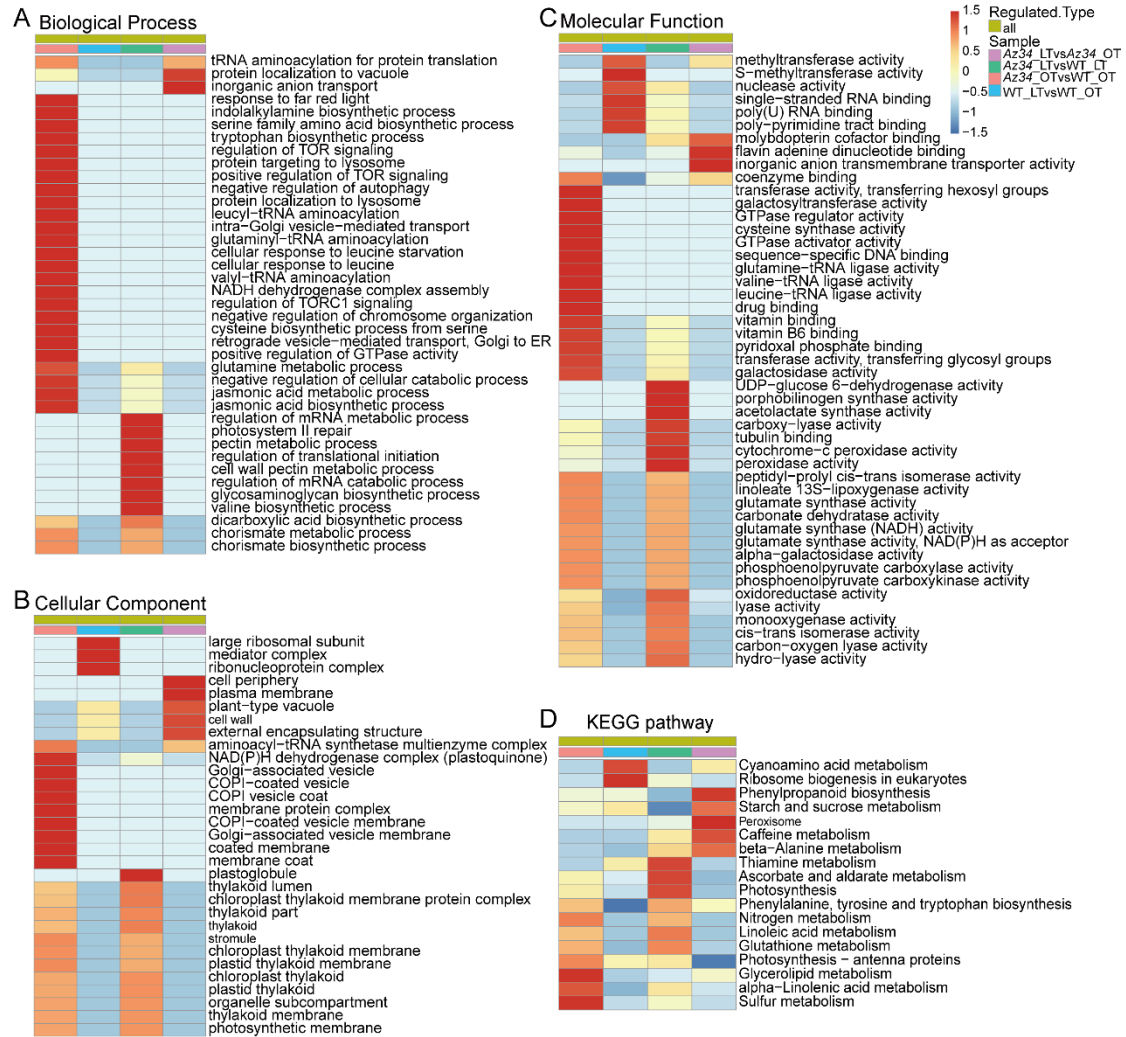 A
Biological Process
tRNA aminoacylation for protein translation
protein localization to vacuole
inorganic anion transport
response to far red light
indolalkylamine biosynthetic process
serine family amino acid biosynthetic process
tryptophan biosynthetic process
regulation of TOR signaling
protein targeting to lysosome
positive regulation of TOR signaling
negative regulation of autophagy
protein localization to lysosome
leucyl−tRNA aminoacylation
intra−Golgi vesicle−mediated transport
glutaminyl−tRNA aminoacylation
cellular response to leucine starvation
cellular response to leucine
valyl−tRNA aminoacylation
NADH dehydrogenase complex assembly
regulation of TORC1 signaling
negative regulation of chromosome organization
cysteine biosynthetic process from serine
retrograde vesicle−mediated transport, Golgi to ER
positive regulation of GTPase activity
glutamine metabolic process
negative regulation of cellular catabolic process
jasmonic acid metabolic process
jasmonic acid biosynthetic process
regulation of mRNA metabolic process
photosystem II repair
pectin metabolic process
regulation of translational initiation
cell wall pectin metabolic process
regulation of mRNA catabolic process
glycosaminoglycan biosynthetic process
valine biosynthetic process
dicarboxylic acid biosynthetic process
chorismate metabolic process
chorismate biosynthetic process
B
Cellular Component
large ribosomal subunit
mediator complex
ribonucleoprotein complex
cell periphery
plasma membrane
plant−type vacuole
cell wall
external encapsulating structure
aminoacyl−tRNA synthetase multienzyme complex
NAD(P)H dehydrogenase complex (plastoquinone)
Golgi−associated vesicle
COPI−coated vesicle
COPI vesicle coat
membrane protein complex
COPI−coated vesicle membrane
Golgi−associated vesicle membrane
coated membrane
membrane coat
plastoglobule
thylakoid lumen
chloroplast thylakoid membrane protein complex
thylakoid part
thylakoid
stromule
chloroplast thylakoid membrane
plastid thylakoid membrane
chloroplast thylakoid
plastid thylakoid
organelle subcompartment
thylakoid membrane
photosynthetic membrane
C
Molecular Function
methyltransferase activity
S−methyltransferase activity
nuclease activity
single−stranded RNA binding
poly(U) RNA binding
poly−pyrimidine tract binding
molybdopterin cofactor binding
flavin adenine dinucleotide binding
inorganic anion transmembrane transporter activity
coenzyme binding
transferase activity, transferring hexosyl groups
galactosyltransferase activity
GTPase regulator activity
cysteine synthase activity
GTPase activator activity
sequence−specific DNA binding
glutamine−tRNA ligase activity
valine−tRNA ligase activity
leucine−tRNA ligase activity
drug binding
vitamin binding
vitamin B6 binding
pyridoxal phosphate binding
transferase activity, transferring glycosyl groups
galactosidase activity
UDP−glucose 6−dehydrogenase activity
porphobilinogen synthase activity
acetolactate synthase activity
carboxy−lyase activity
tubulin binding
cytochrome−c peroxidase activity
peroxidase activity
peptidyl−prolyl cis−trans isomerase activity
linoleate 13S−lipoxygenase activity
glutamate synthase activity
carbonate dehydratase activity
glutamate synthase (NADH) activity
glutamate synthase activity, NAD(P)H as acceptor
alpha−galactosidase activity
phosphoenolpyruvate carboxylase activity
phosphoenolpyruvate carboxykinase activity
oxidoreductase activity
lyase activity
monooxygenase activity
cis−trans isomerase activity
carbon−oxygen lyase activity
hydro−lyase activity
1.5
1
0.5
0
−0.5
−1
−1.5
Regulated.Type
all
Sample
Az34_LTvsAz34_OT
Az34_LTvsWT_LT
Az34_OTvsWT_OT
WT_LTvsWT_OT
D
KEGG pathway
Cyanoamino acid metabolism
Ribosome biogenesis in eukaryotes
Phenylpropanoid biosynthesis
Starch and sucrose metabolism
Peroxisome
Caffeine metabolism
beta−Alanine metabolism
Thiamine metabolism
Ascorbate and aldarate metabolism
Photosynthesis
Phenylalanine, tyrosine and tryptophan biosynthesis
Nitrogen metabolism
Linoleic acid metabolism
Glutathione metabolism
Photosynthesis − antenna proteins
Glycerolipid metabolism
alpha−Linolenic acid metabolism
Sulfur metabolism